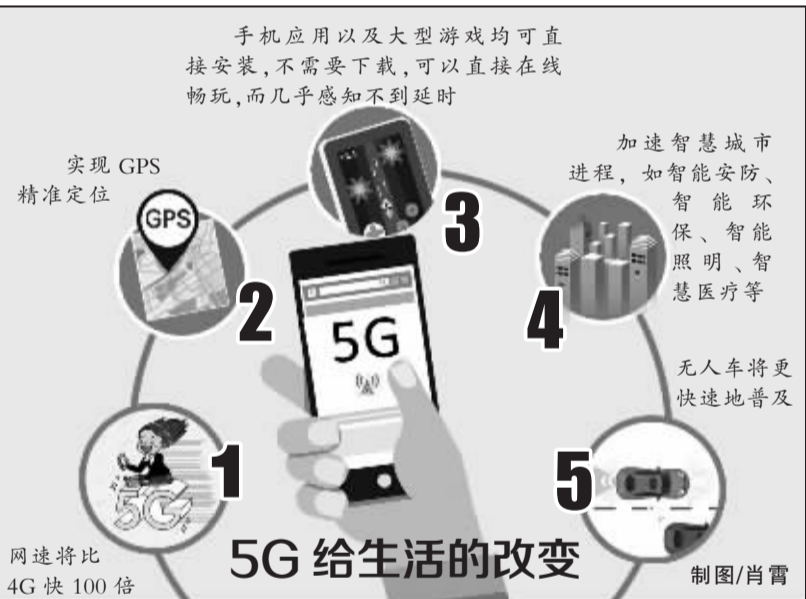 手机应用以及大型游戏均可直
接安装,不需要下载,可以直接在线
畅玩,而几乎感知不到延时
实现 GPS
精准定位
GPS
加速智慧城市
进程，如智能安防、
智能环
保、智能
照明、智
慧医疗等
3
2
4
5G
无人车将更
快速地普及
1
5G
5
网速将比
4G 快 100 倍
5G 给生活的改变
制图/肖霄